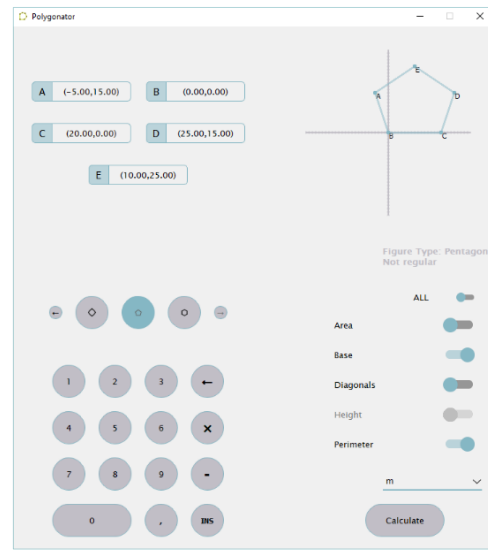 Polygonator
A (-5.00,15.00) B (0.00,0.00)
C (20.00,0.00) D (25.00,15.00)
E (10.00,25.00)
E
A D
B C
Figure Type: Pentagon
Not regular
ALL
Area
Base
Diagonals
Height
Perimeter
m
Calculate
1 2 3 ←
4 5 6 ×
7 8 9 -
0 , INS